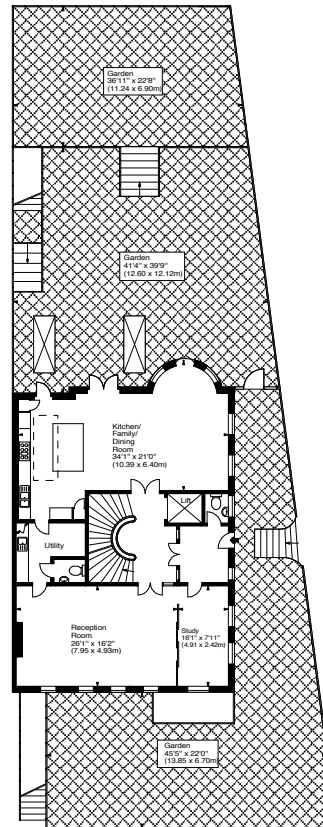 Garden
36'11" x 22'8"
(11.24 x 6.90m)
Garden
41'4" x 39'9"
(12.60 x 12.12m)
Kitchen/
Family/
Dining
Room
34'1" x 21'0"
(10.39 x 6.40m)
Lift
Utility
Reception
Room
26'1" x 16'2"
(7.95 x 4.93m)
Study
16'1" x 7'11"
(4.91 x 2.42m)
Garden
45'5" x 22'0"
(13.85 x 6.70m)